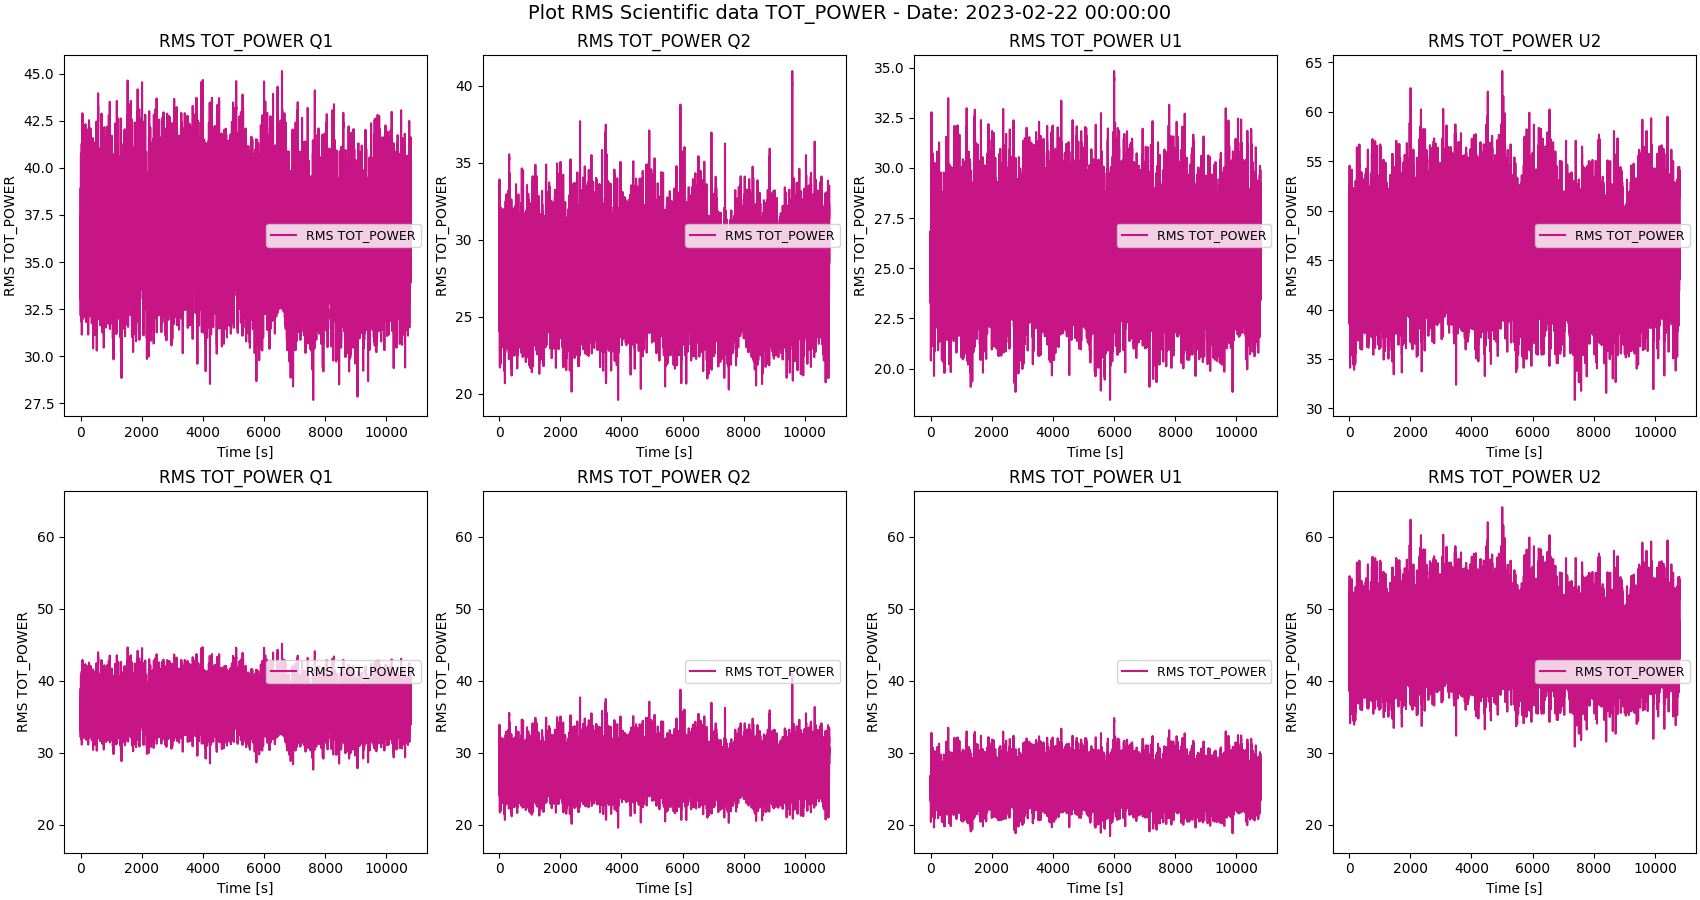 Plot RMS Scientific data TOT_POWER - Date: 2023-02-22 00:00:00
RMS TOT_POWER Q1
RMS TOT_POWER
45.0
42.5
40.0
37.5
35.0
32.5
30.0
27.5
RMS TOT_POWER
0 2000 4000 6000 8000 10000
Time [s]
RMS TOT_POWER Q2
RMS TOT_POWER
40
35
30
25
20
RMS TOT_POWER
0 2000 4000 6000 8000 10000
Time [s]
RMS TOT_POWER U1
RMS TOT_POWER
35.0
32.5
30.0
27.5
25.0
22.5
20.0
RMS TOT_POWER
0 2000 4000 6000 8000 10000
Time [s]
RMS TOT_POWER U2
RMS TOT_POWER
65
60
55
50
45
40
35
30
RMS TOT_POWER
0 2000 4000 6000 8000 10000
Time [s]
RMS TOT_POWER Q1
RMS TOT_POWER
60
50
40
30
20
RMS TOT_POWER
0 2000 4000 6000 8000 10000
Time [s]
RMS TOT_POWER Q2
RMS TOT_POWER
60
50
40
30
20
RMS TOT_POWER
0 2000 4000 6000 8000 10000
Time [s]
RMS TOT_POWER U1
RMS TOT_POWER
60
50
40
30
20
RMS TOT_POWER
0 2000 4000 6000 8000 10000
Time [s]
RMS TOT_POWER U2
RMS TOT_POWER
60
50
40
30
20
RMS TOT_POWER
0 2000 4000 6000 8000 10000
Time [s]